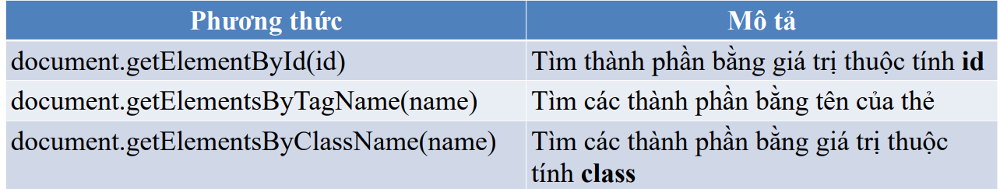 Phương thức Mô tả
document.getElementById(id) Tìm thành phần bằng giá trị thuộc tính id
document.getElementsByTagName(name) Tìm các thành phần bằng tên của thẻ
document.getElementsByClassName(name) Tìm các thành phần bằng giá trị thuộc
tính class